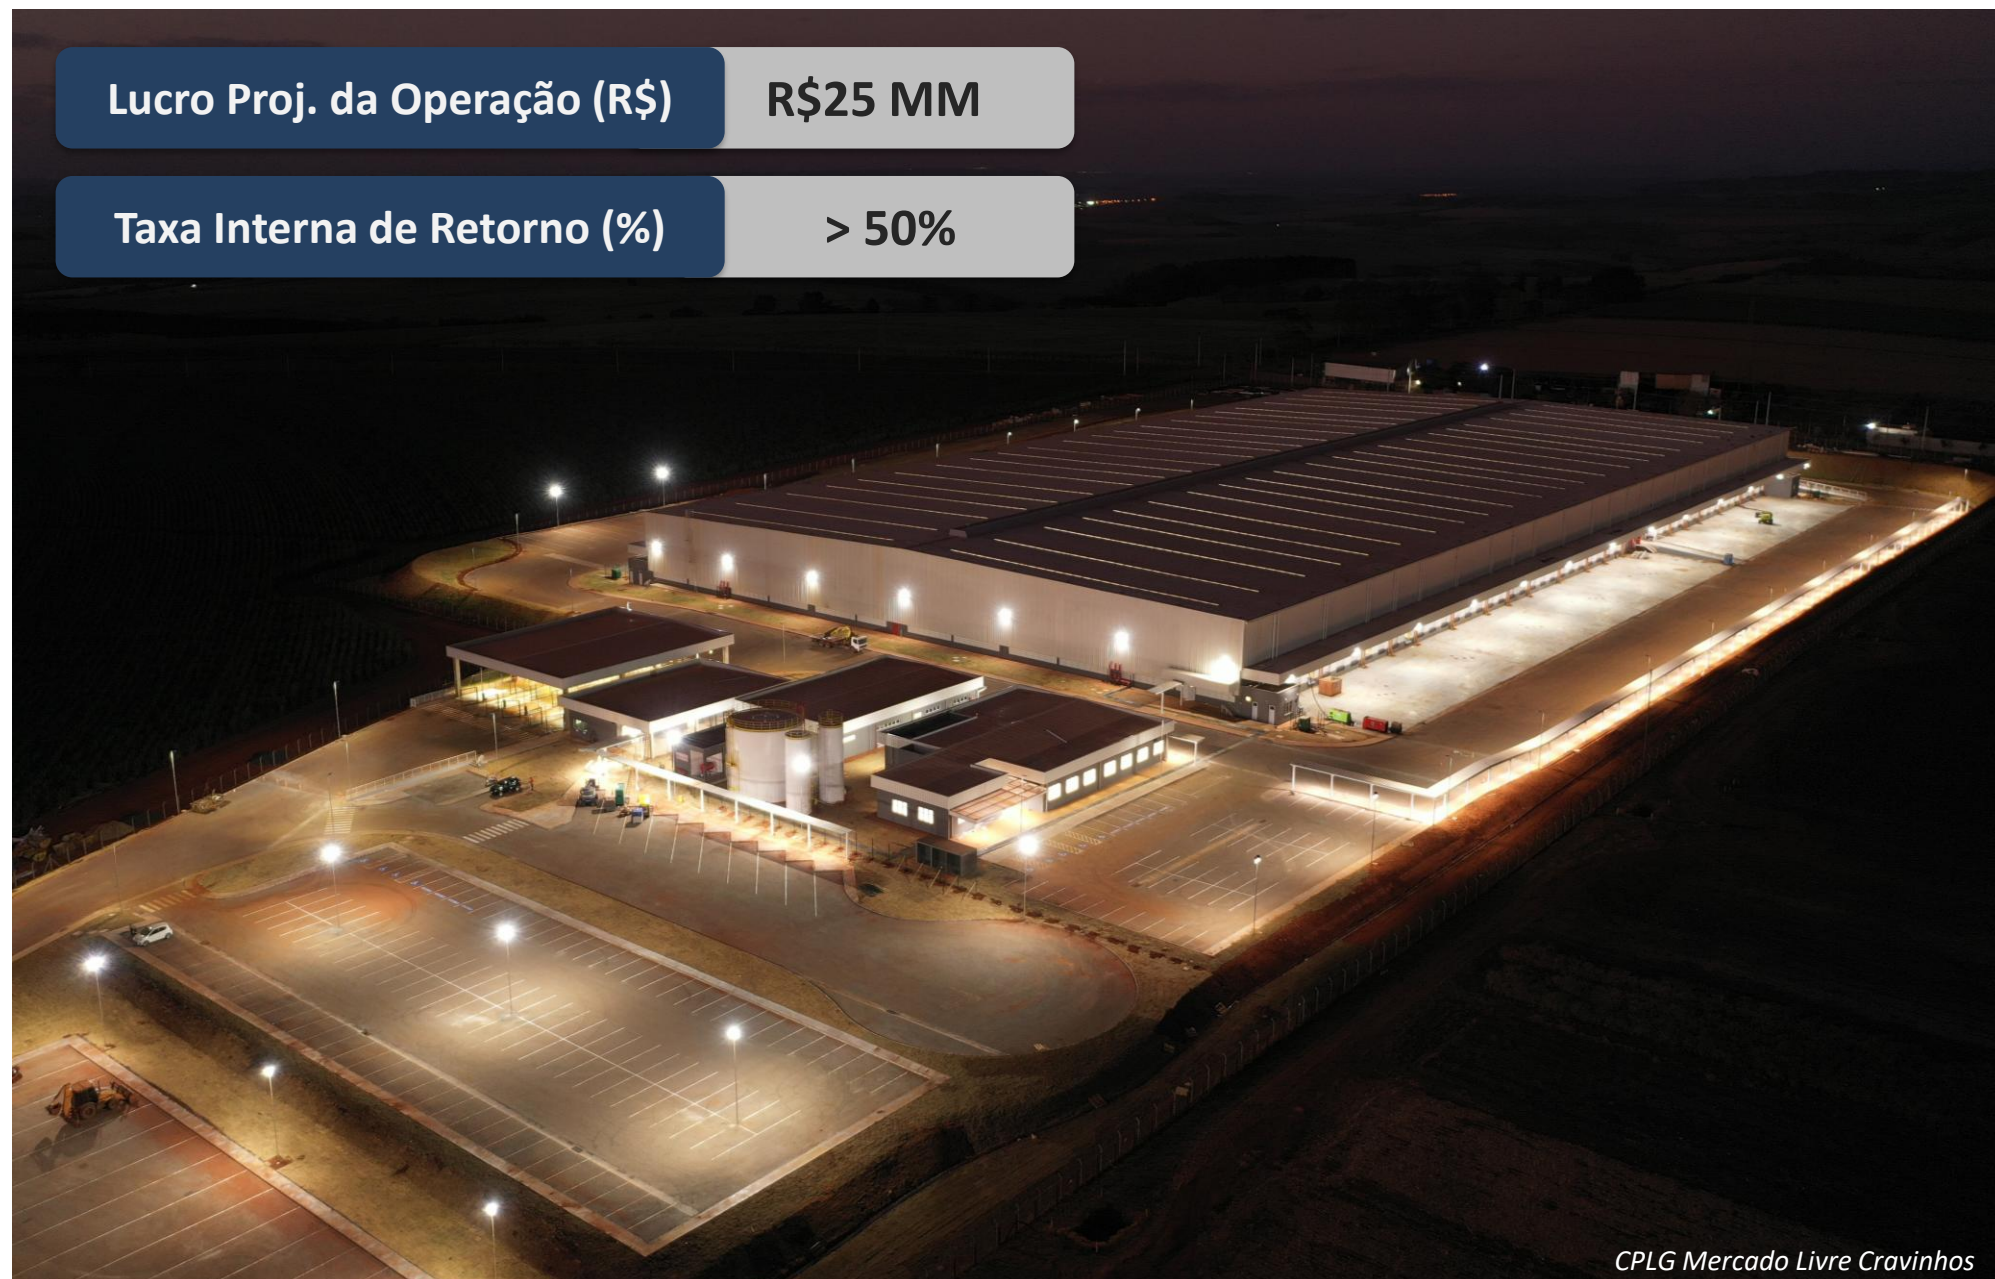 Lucro Proj. da Operação (R$) R$25 MM
Taxa Interna de Retorno (%) > 50%
CPLG Mercado Livre Cravinhos